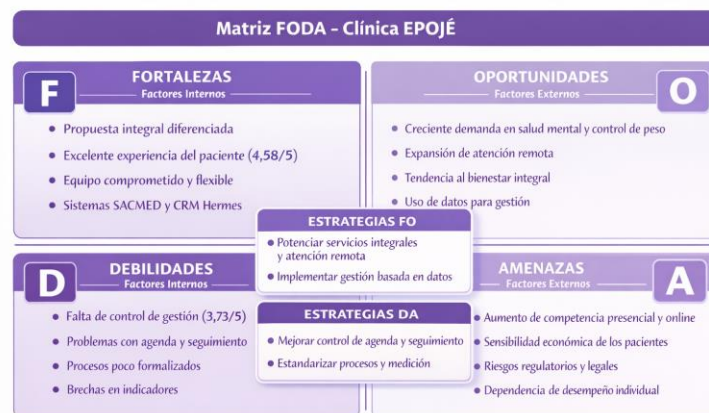 Matriz FODA – Clínica EPOJÉ
F
FORTALEZAS
Factores Internos
• Propuesta integral diferenciada
• Excelente experiencia del paciente (4,58/5)
• Equipo comprometido y flexible
• Sistemas SACMED y CRM Hermes
OPORTUNIDADES
Factores Externos
O
• Creciente demanda en salud mental y control de peso
• Expansión de atención remota
• Tendencia al bienestar integral
• Uso de datos para gestión
ESTRATEGIAS FO
• Potenciar servicios integrales
y atención remota
• Implementar gestión basada en datos
D
DEBILIDADES
Factores Internos
• Falta de control de gestión (3,73/5)
• Problemas con agenda y seguimiento
• Procesos poco formalizados
• Brechas en indicadores
ESTRATEGIAS DA
• Mejorar control de agenda y seguimiento
• Estandarizar procesos y medición
AMENAZAS
Factores Externos
A
• Aumento de competencia presencial y online
• Sensibilidad económica de los pacientes
• Riesgos regulatorios y legales
• Dependencia de desempeño individual